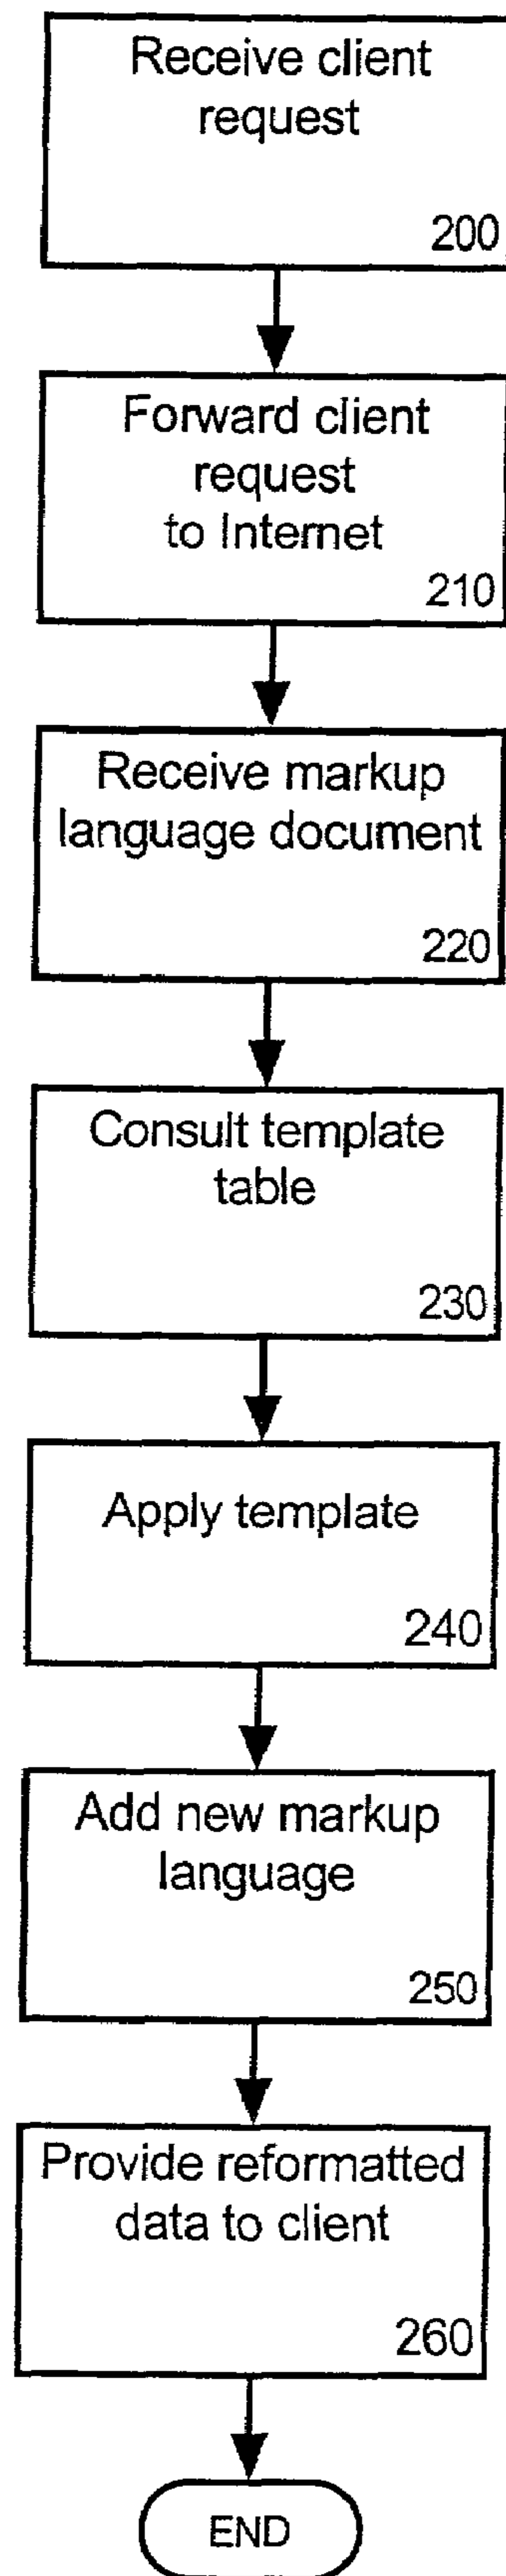 Receive client
request
200
Forward client
request
to Internet
210
Receive markup
language document
220
Consult template
table
230
Apply template
240
Add new markup
language
250
Provide reformatted
data to client
260
END